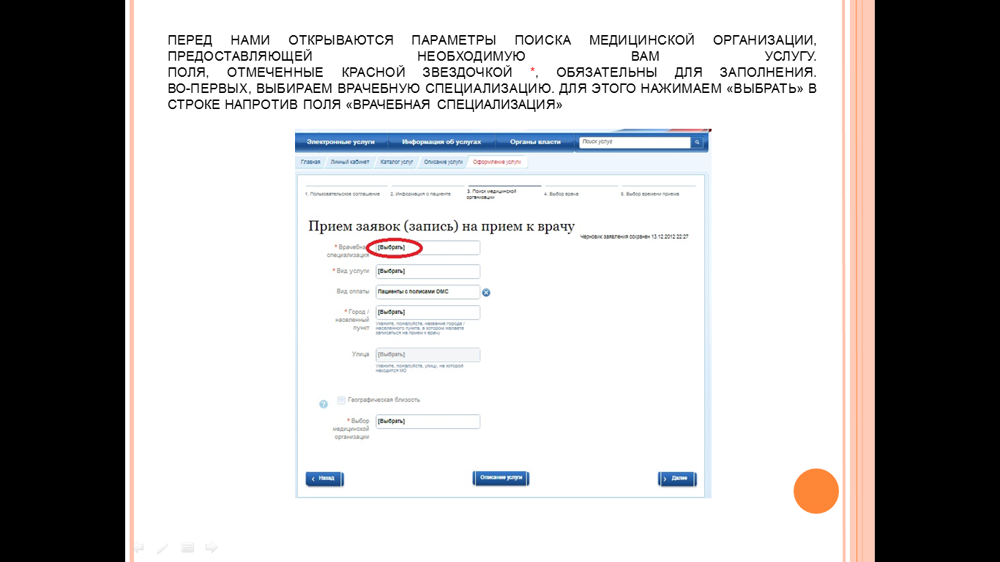 ПЕРЕД НАМИ ОТКРЫВАЮТСЯ ПАРАМЕТРЫ ПОИСКА МЕДИЦИНСКОЙ ОРГАНИЗАЦИИ,
ПРЕДОСТАВЛЯЮЩЕЙ НЕОБХОДИМУЮ ВАМ УСЛУГУ.
ПОЛЯ, ОТМЕЧЕННЫЕ КРАСНОЙ ЗВЕЗДОЧКОЙ *, ОБЯЗАТЕЛЬНЫ ДЛЯ ЗАПОЛНЕНИЯ.
ВО-ПЕРВЫХ, ВЫБИРАЕМ ВРАЧЕБНУЮ СПЕЦИАЛИЗАЦИЮ. ДЛЯ ЭТОГО НАЖИМАЕМ «ВЫБРАТЬ» В
СТРОКЕ НАПРОТИВ ПОЛЯ «ВРАЧЕБНАЯ СПЕЦИАЛИЗАЦИЯ»
Электронные услуги Информация об услугах Органы власти Поиск услуг
Главная Личный кабинет Каталог услуг Описание услуги Оформление услуги
1. Пользовательское соглашение 2. Информация о пациенте 3. Поиск медицинской 4. Выбор врача 5. Выбор времени приема
организации
Прием заявок (запись) на прием к врачу
Черновик заявления сохранен 13.12.2012 22:27
* Врачебная [Выбрать]
специализация
* Вид услуги [Выбрать]
Вид оплаты Пациенты с полисами ОМС
* Город / [Выбрать]
населенный
пункт
Укажите, пожалуйста, название города /
населенного пункта, в котором желаете
записаться на прием к врачу
Улица [Выбрать]
Укажите, пожалуйста, улицу, на которой
находится МО
? Географическая близость
* Выбор [Выбрать]
медицинской
организации
‹ Назад Описание услуги › Далее